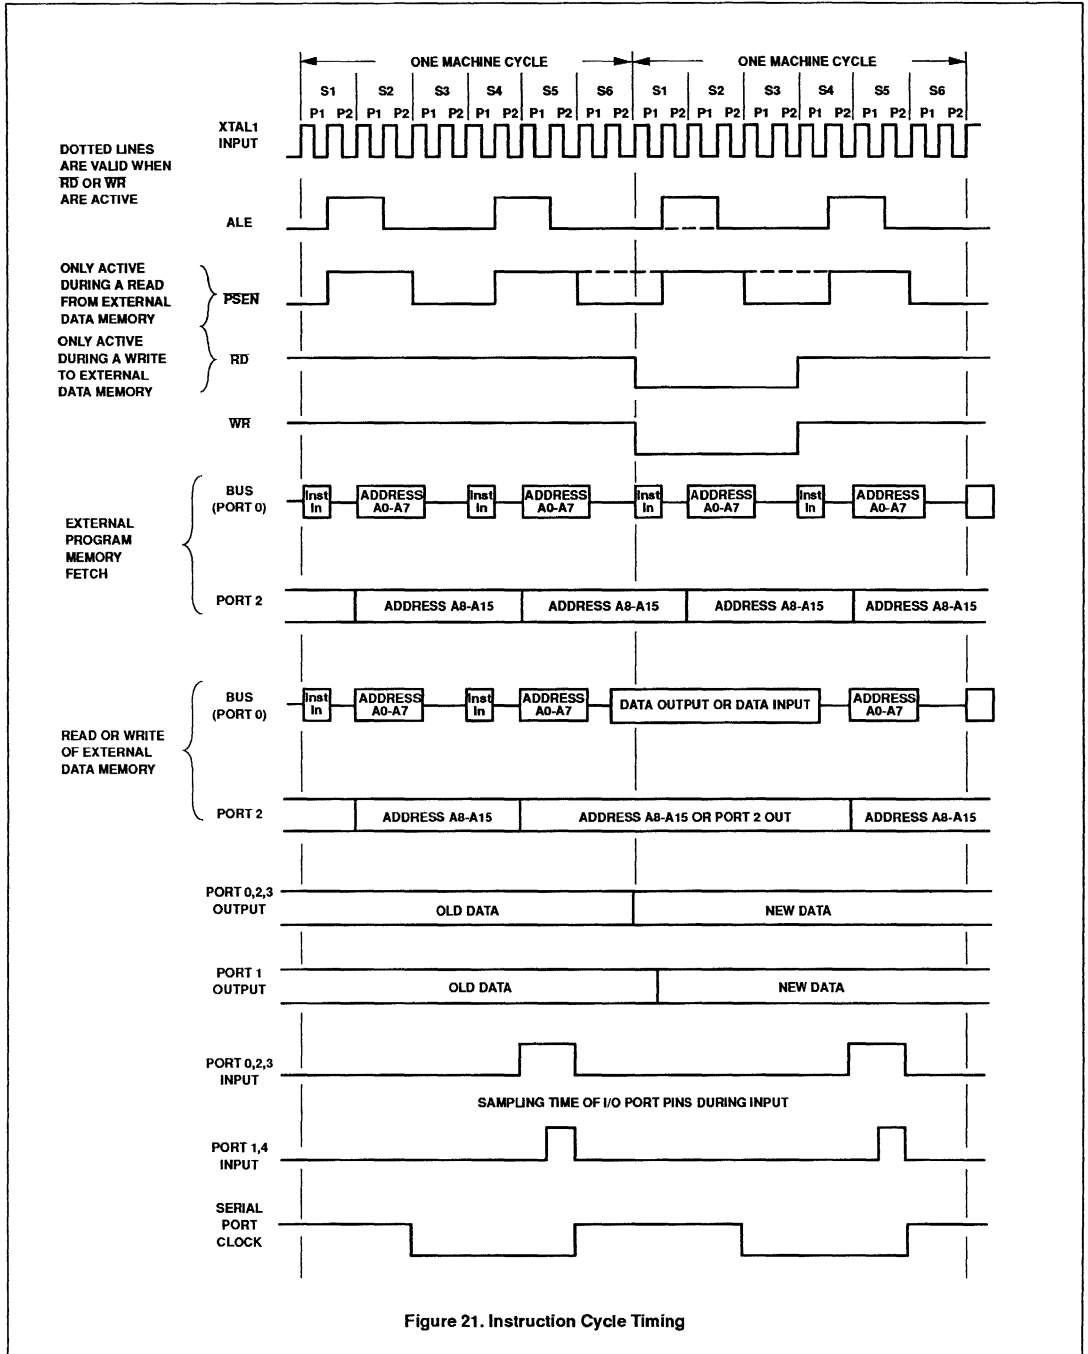 ONE MACHINE CYCLE ONE MACHINE CYCLE
S1 S2 S3 S4 S5 S6 S1 S2 S3 S4 S5 S6
P1 P2 P1 P2 P1 P2 P1 P2 P1 P2 P1 P2 P1 P2 P1 P2 P1 P2 P1 P2 P1 P2 P1 P2
XTAL1
INPUT
DOTTED LINES
ARE VALID WHEN
RD OR WR
ARE ACTIVE
ALE
ONLY ACTIVE
DURING A READ
FROM EXTERNAL
DATA MEMORY
PSEN
ONLY ACTIVE
DURING A WRITE
TO EXTERNAL
DATA MEMORY
RD
WR
EXTERNAL
PROGRAM
MEMORY
FETCH
BUS
(PORT 0)
Inst ADDRESS Inst ADDRESS Inst ADDRESS Inst ADDRESS
In A0-A7 In A0-A7 In A0-A7 In A0-A7
PORT 2
ADDRESS A8-A15 ADDRESS A8-A15 ADDRESS A8-A15 ADDRESS A8-A15
READ OR WRITE
OF EXTERNAL
DATA MEMORY
BUS
(PORT 0)
Inst ADDRESS Inst ADDRESS DATA OUTPUT OR DATA INPUT ADDRESS
In A0-A7 In A0-A7 A0-A7
PORT 2
ADDRESS A8-A15 ADDRESS A8-A15 OR PORT 2 OUT ADDRESS A8-A15
PORT 0,2,3
OUTPUT
OLD DATA NEW DATA
PORT 1
OUTPUT
OLD DATA NEW DATA
PORT 0,2,3
INPUT
SAMPLING TIME OF I/O PORT PINS DURING INPUT
PORT 1,4
INPUT
SERIAL
PORT
CLOCK
Figure 21. Instruction Cycle Timing